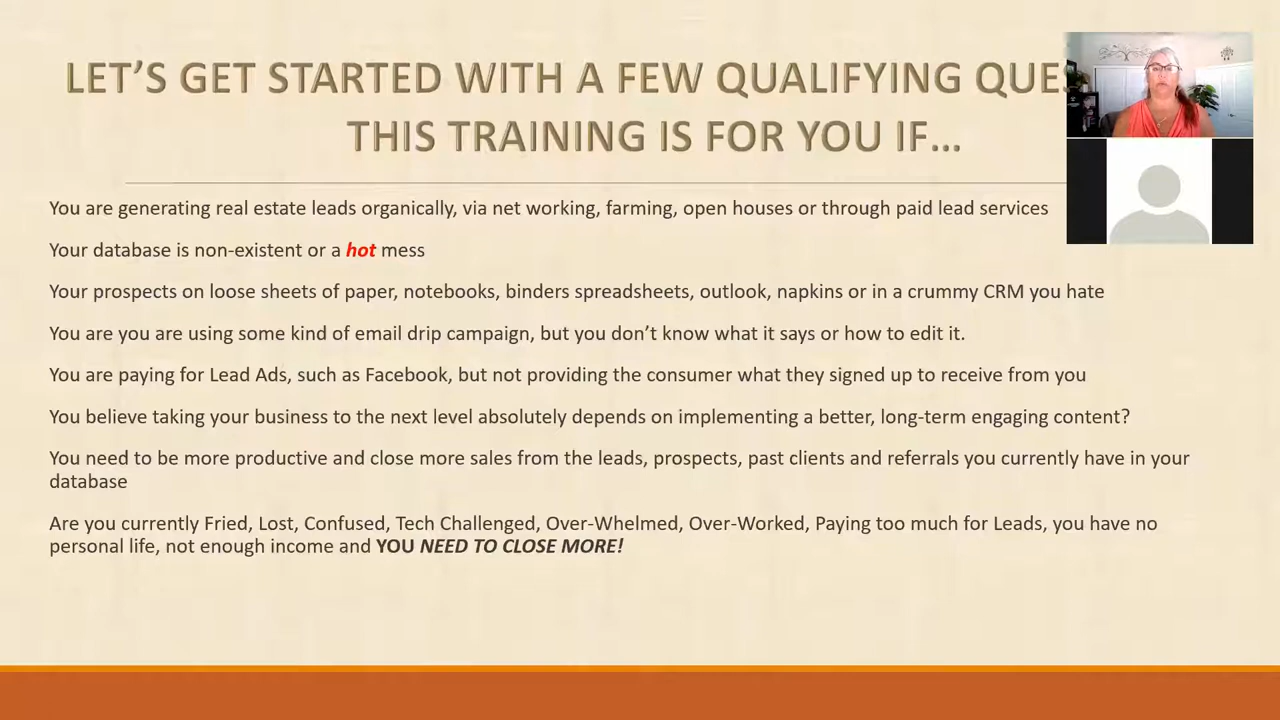 LET'S GET STARTED WITH A FEW QUALIFYING
THIS TRAINING IS FOR YOU IF…
You are generating real estate leads organically, via net working, farming, open houses or through paid lead services
Your database is non-existent or a hot mess
Your prospects on loose sheets of paper, notebooks, binders spreadsheets, outlook, napkins or in a crummy CRM you hate
You are you are using some kind of email drip campaign, but you don't know what it says or how to edit it.
You are paying for Lead Ads, such as Facebook, but not providing the consumer what they signed up to receive from you
You believe taking your business to the next level absolutely depends on implementing a better, long-term engaging content?
You need to be more productive and close more sales from the leads, prospects, past clients and referrals you currently have in your
database
Are you currently Fried, Lost, Confused, Tech Challenged, Over-Whelmed, Over-Worked, Paying too much for Leads, you have no
personal life, not enough income and YOU NEED TO CLOSE MORE!